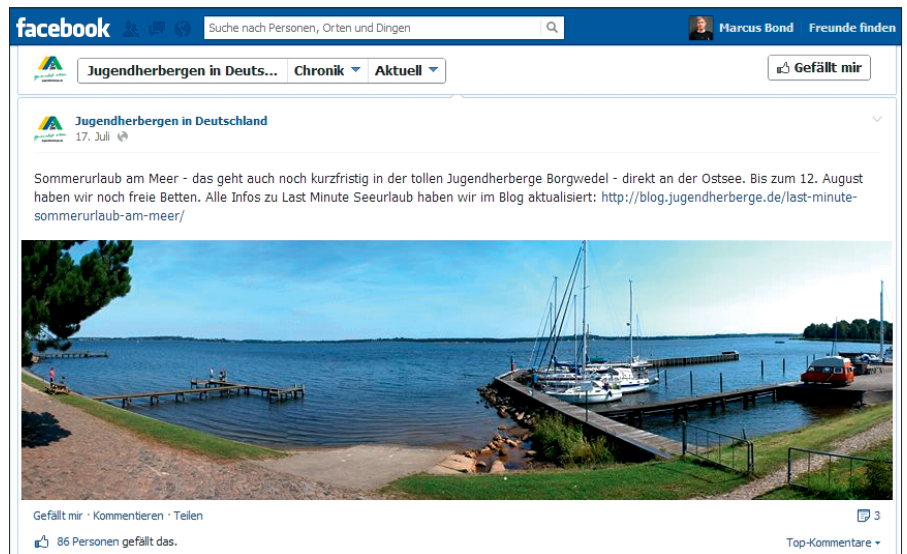 facebook
Suche nach Personen, Orten und Dingen
Marcus Bond Freunde finden
Jugendherbergen in Deuts... Chronik Aktuell
Gefällt mir
Jugendherbergen in Deutschland
17. Juli
Sommerurlaub am Meer - das geht auch noch kurzfristig in der tollen Jugendherberge Borgwedel - direkt an der Ostsee. Bis zum 12. August
haben wir noch freie Betten. Alle Infos zu Last Minute Seeurlaub haben wir im Blog aktualisiert: http://blog.jugendherberge.de/last-minute-
sommerurlaub-am-meer/
Gefällt mir · Kommentieren · Teilen
3
86 Personen gefällt das.
Top-Kommentare